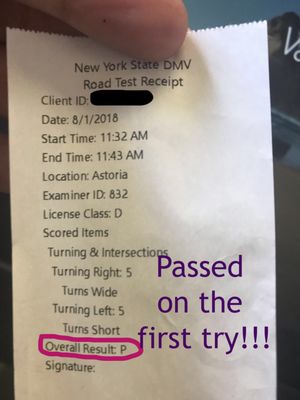 New York State DMV
Road Test Receipt
Client ID:
Date: 8/1/2018
Start Time: 11:32 AM
End Time: 11:43 AM
Location: Astoria
Examiner ID: 832
License Class: D
Scored Items
Turning & Intersections
Turning Right: 5
Turns Wide
Turning Left: 5
Turns Short
Overall Result: P
Signature:
Passed
on the
first try!!!